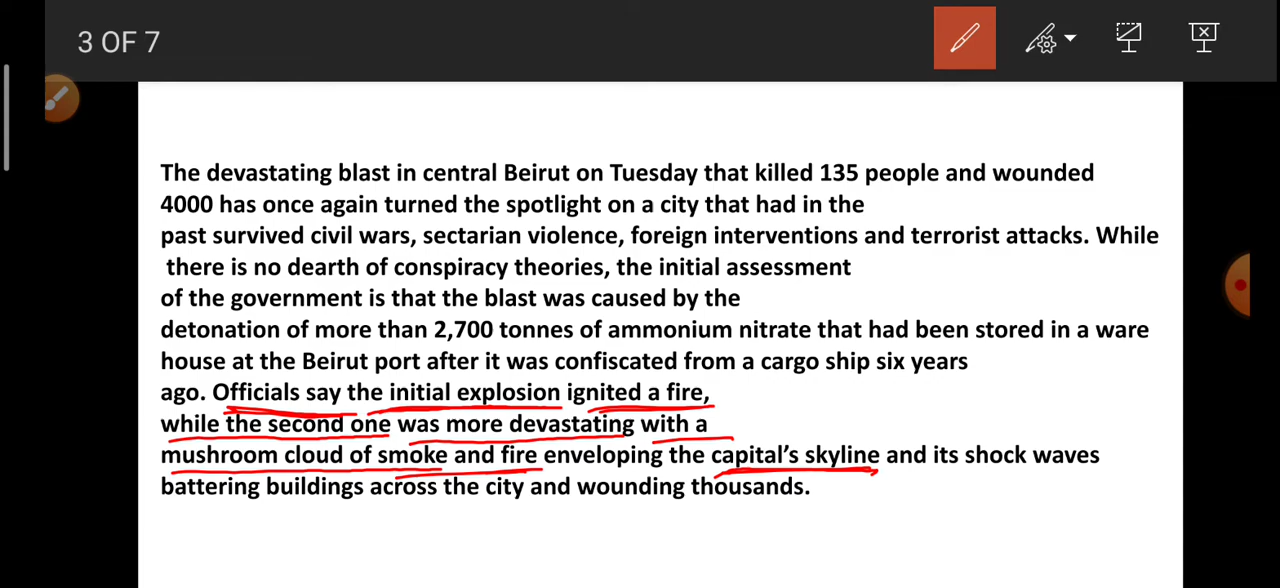 3 OF 7
The devastating blast in central Beirut on Tuesday that killed 135 people and wounded
4000 has once again turned the spotlight on a city that had in the
past survived civil wars, sectarian violence, foreign interventions and terrorist attacks. While
there is no dearth of conspiracy theories, the initial assessment
of the government is that the blast was caused by the
detonation of more than 2,700 tonnes of ammonium nitrate that had been stored in a ware
house at the Beirut port after it was confiscated from a cargo ship six years
ago. Officials say the initial explosion ignited a fire,
while the second one was more devastating with a
mushroom cloud of smoke and fire enveloping the capital’s skyline and its shock waves
battering buildings across the city and wounding thousands.